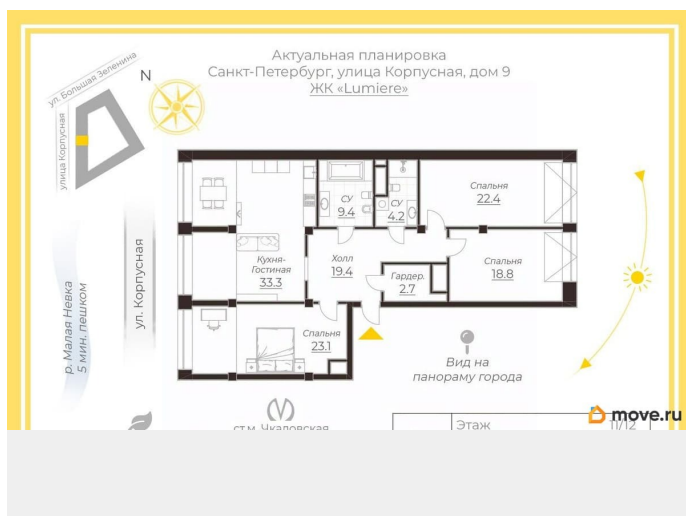 Актуальная планировка
Санкт-Петербург, улица Корпусная, дом 9
ЖК «Lumiere»
ул. Большая Зеленина
N
улица Корпусная
ул. Корпусная
р. Малая Невка
5 мин. пешком
СУ
9.4
СУ
4.2
Спальня
22.4
Кухня-
Гостиная
33.3
Холл
19.4
Гардер.
2.7
Спальня
18.8
Спальня
23.1
Вид на
панораму города
ст.м. Чкаловская
Этаж
11/12
move.ru